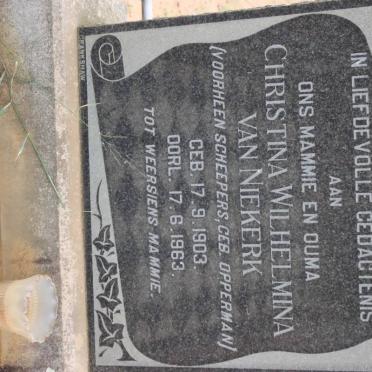 IN LIEFDEVOLLE GEDAGTENIS
AAN
ONS MAMMIE EN OUMA
CHRISTINA WILHELMINA
VAN NIEKERK
(VOORHEEN SCHEEPERS, GEB. OPPERMAN)
GEB. 17. 9. 1903.
OORL. 17. 6. 1963.
TOT WEERSIENS MAMMIE.